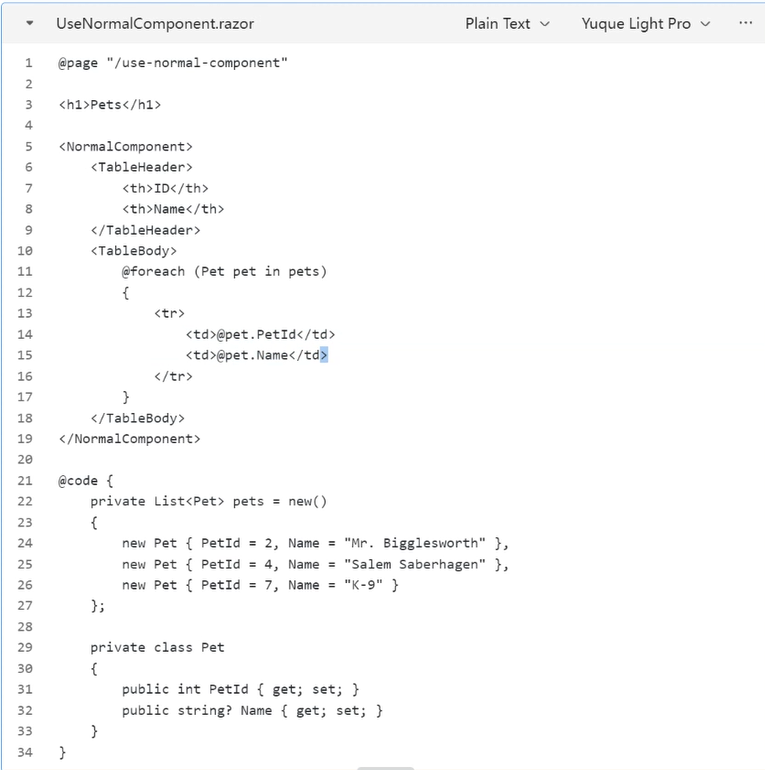 UseNormalComponent.razor Plain Text Yuque Light Pro ...
1 @page "/use-normal-component"
2
3 <h1>Pets</h1>
4
5 <NormalComponent>
6     <TableHeader>
7         <th>ID</th>
8         <th>Name</th>
9     </TableHeader>
10     <TableBody>
11         @foreach (Pet pet in pets)
12         {
13             <tr>
14                 <td>@pet.PetId</td>
15                 <td>@pet.Name</td>
16             </tr>
17         }
18     </TableBody>
19 </NormalComponent>
20
21 @code {
22     private List<Pet> pets = new()
23     {
24         new Pet { PetId = 2, Name = "Mr. Bigglesworth" },
25         new Pet { PetId = 4, Name = "Salem Saberhagen" },
26         new Pet { PetId = 7, Name = "K-9" }
27     };
28
29     private class Pet
30     {
31         public int PetId { get; set; }
32         public string? Name { get; set; }
33     }
34 }